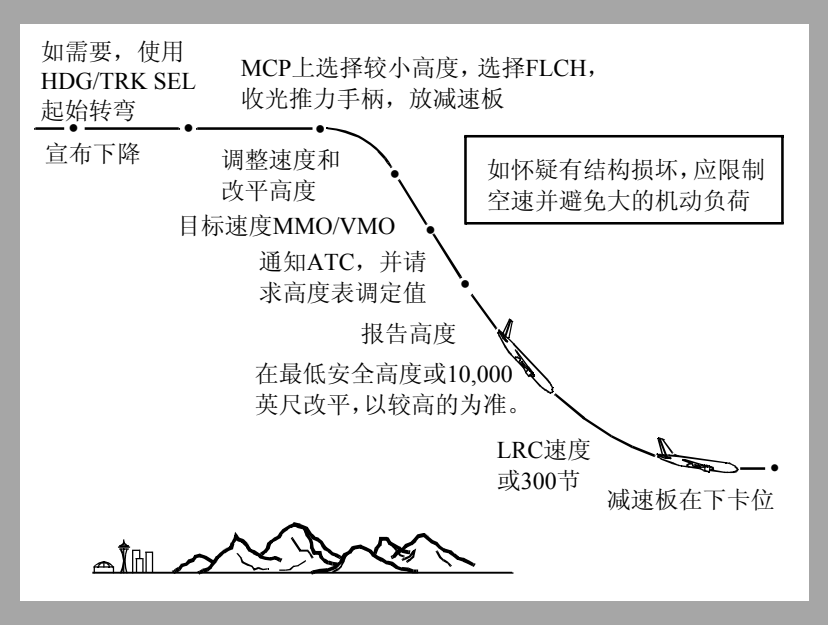 如需要，使用
HDG/TRK SEL
起始转弯
MCP上选择较小高度，选择FLCH，
收光推力手柄，放减速板
宣布下降
调整速度和
改平高度
如怀疑有结构损坏，应限制
空速并避免大的机动负荷
目标速度MMO/VMO
通知ATC，并请
求高度表调定值
报告高度
在最低安全高度或10,000
英尺改平，以较高的为准。
LRC速度
或300节
减速板在下卡位